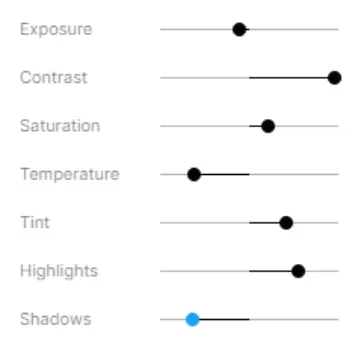 Exposure
Contrast
Saturation
Temperature
Tint
Highlights
Shadows